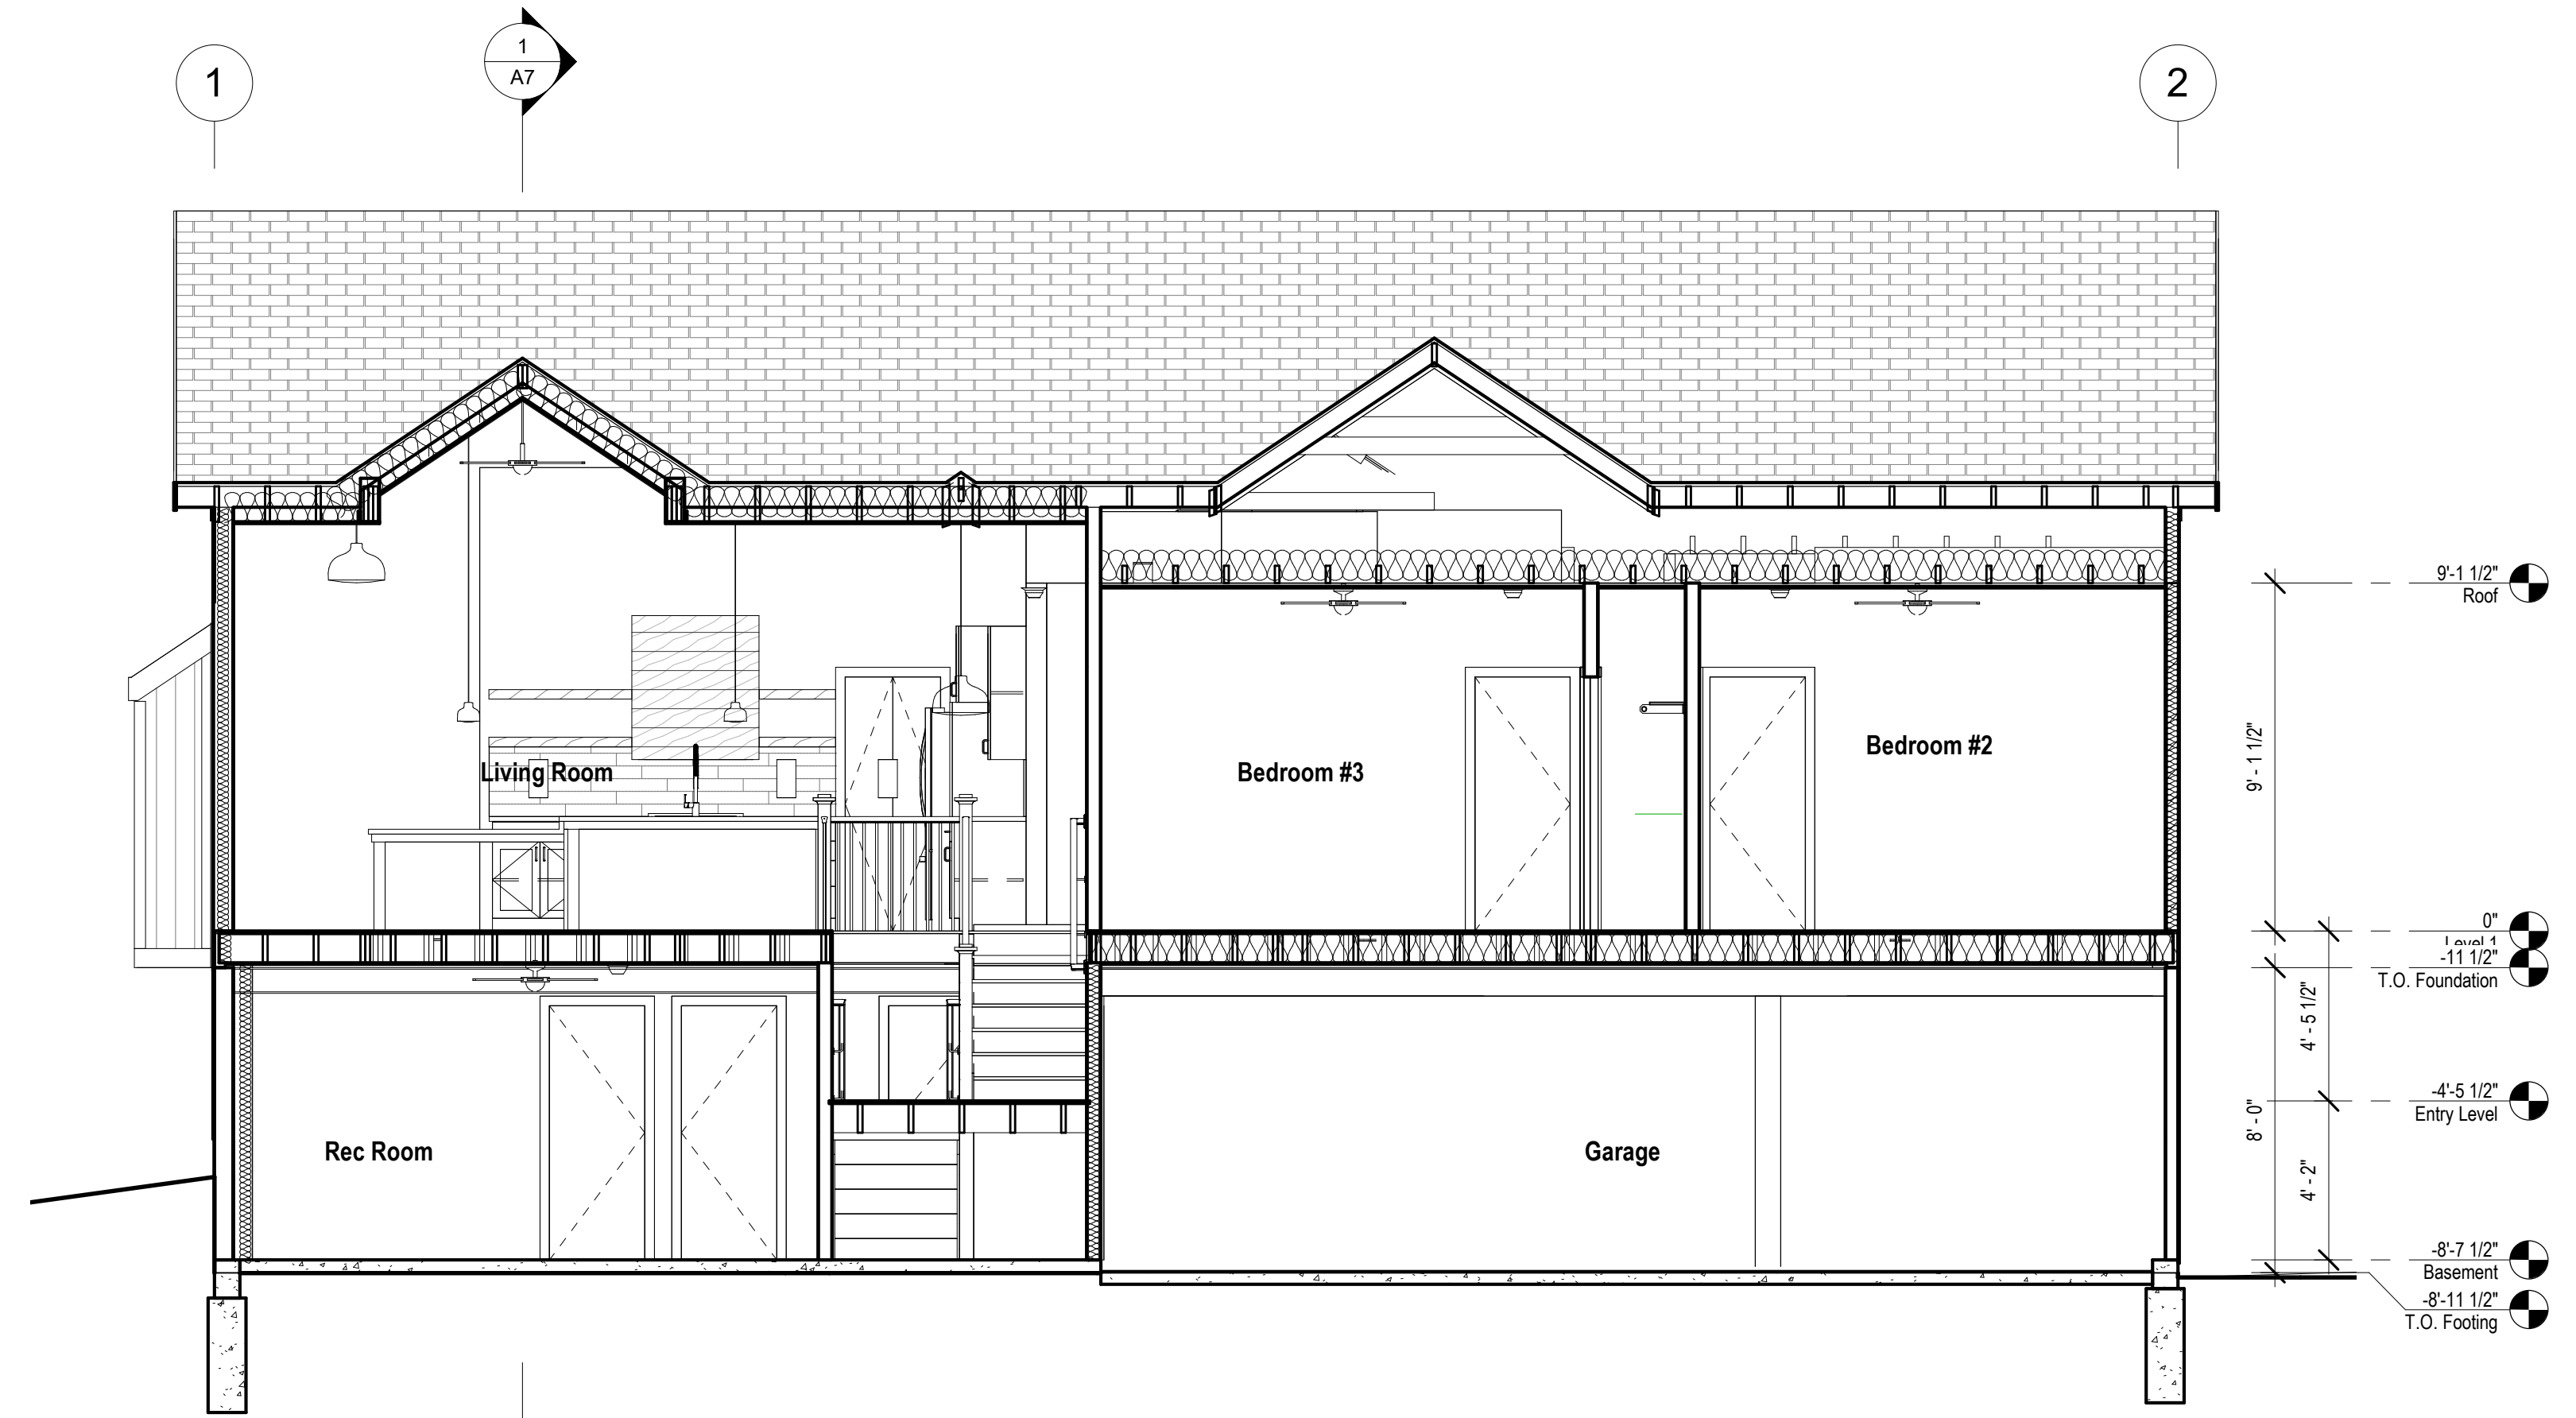 1
1
A7
2
9'-1 1/2"
Roof
9' - 1 1/2"
Living Room
Bedroom #3
Bedroom #2
0"
Level 1
-11 1/2"
T.O. Foundation
4' - 5 1/2"
-4'-5 1/2"
Entry Level
8' - 0"
Rec Room
Garage
4' - 2"
-8'-7 1/2"
Basement
-8'-11 1/2"
T.O. Footing